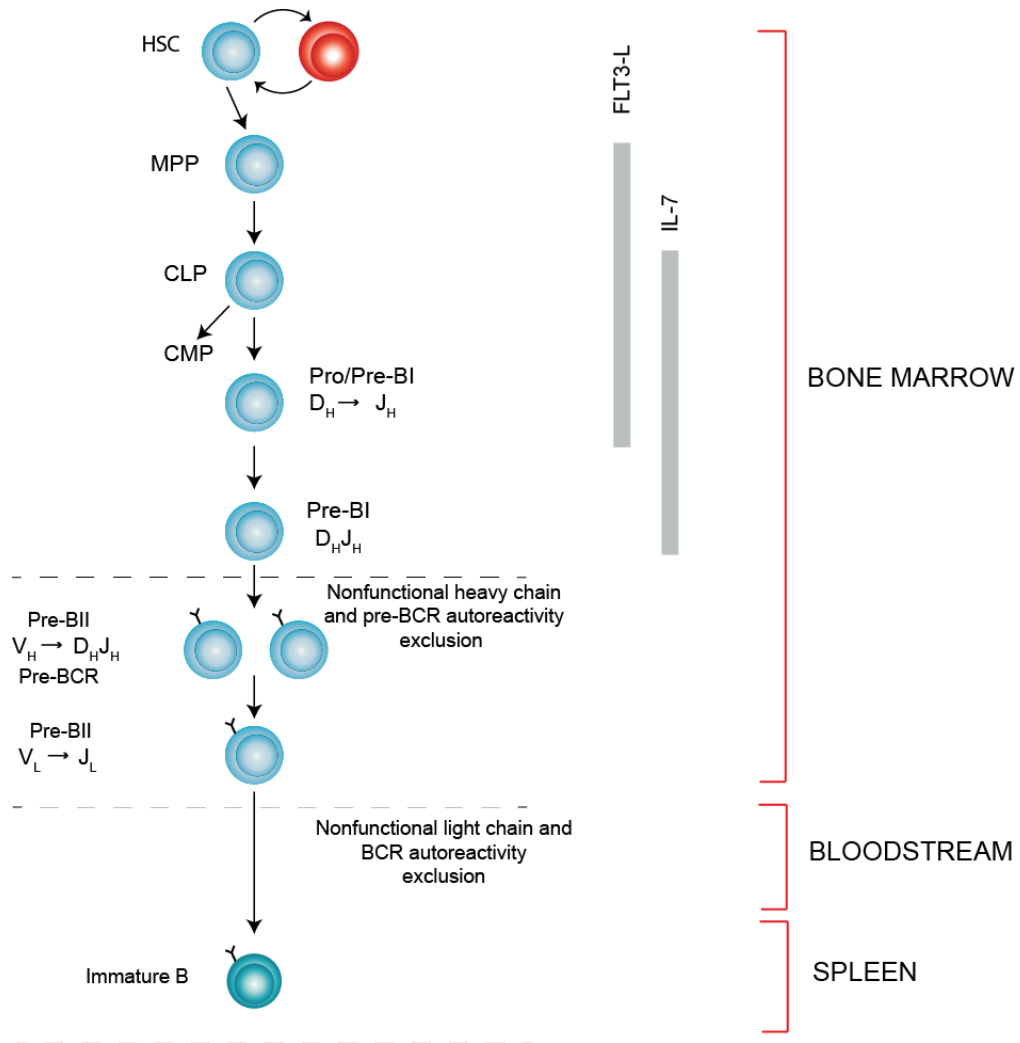 HSC
FLT3-L
MPP
IL-7
CLP
CMP
Pro/Pre-BI
DH → JH
BONE MARROW
Pre-BI
DHJH
Nonfunctional heavy chain
and pre-BCR autoreactivity
exclusion
Pre-BII
VH → DHJH
Pre-BCR
Pre-BII
VL → JL
Nonfunctional light chain and
BCR autoreactivity
exclusion
BLOODSTREAM
Immature B
SPLEEN